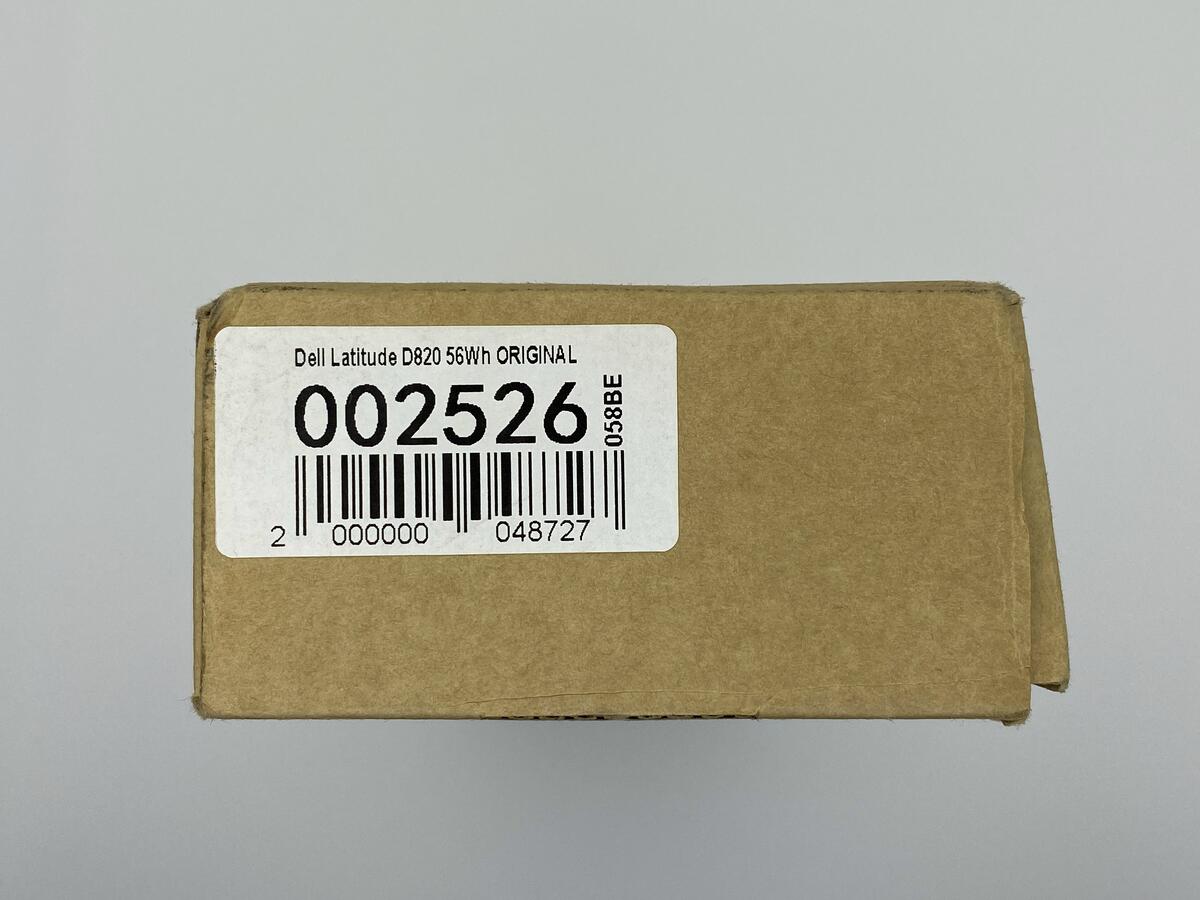 Dell Latitude D820 56Wh ORIGINAL
002526
058BE
2 000000 048727